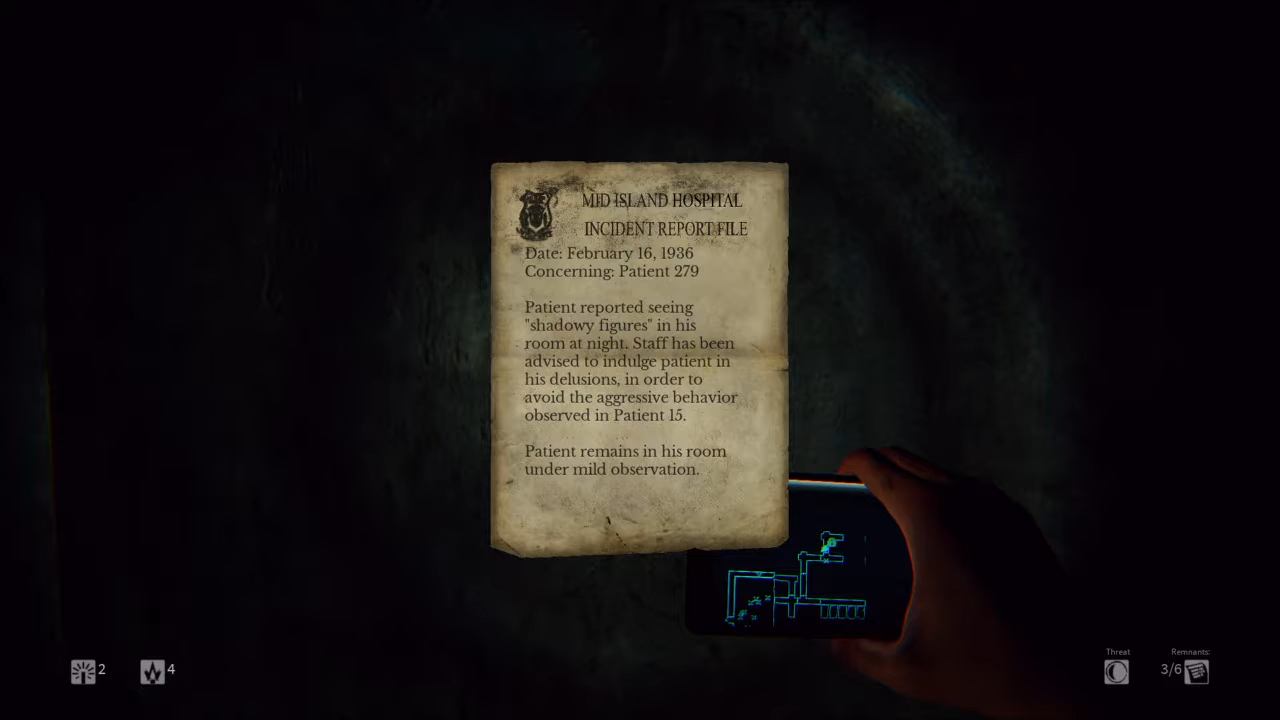 MID ISLAND HOSPITAL
INCIDENT REPORT FILE
Date: February 16, 1936
Concerning: Patient 279
Patient reported seeing
"shadowy figures" in his
room at night. Staff has been
advised to indulge patient in
his delusions, in order to
avoid the aggressive behavior
observed in Patient 15.
Patient remains in his room
under mild observation.
2
4
Threat
Remnants:
3/6